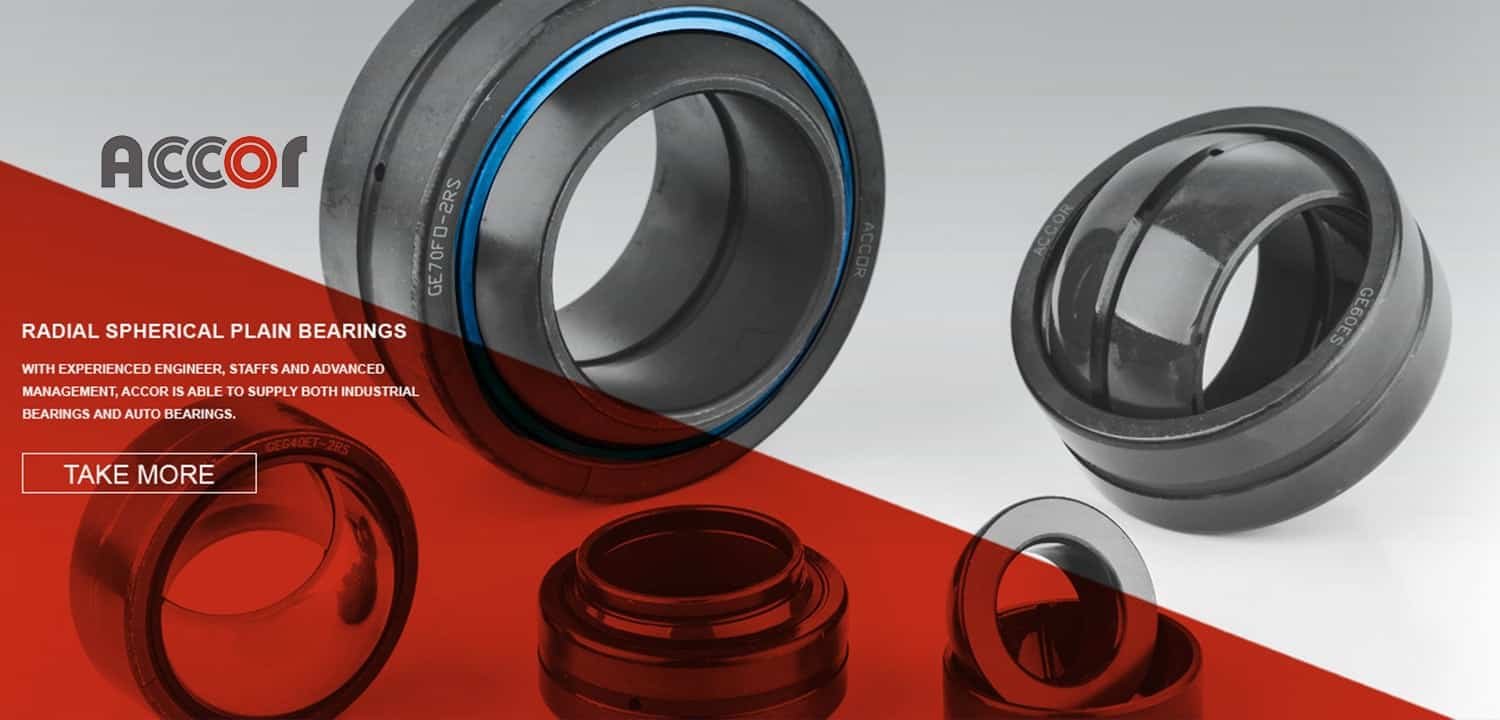 ACCOr
GE70FO-2RS
ACCOR
ACCOR
GE60ES
RADIAL SPHERICAL PLAIN BEARINGS
WITH EXPERIENCED ENGINEER, STAFFS AND ADVANCED
MANAGEMENT, ACCOR IS ABLE TO SUPPLY BOTH INDUSTRIAL
BEARINGS AND AUTO BEARINGS.
GEG40ET-2RS
TAKE MORE